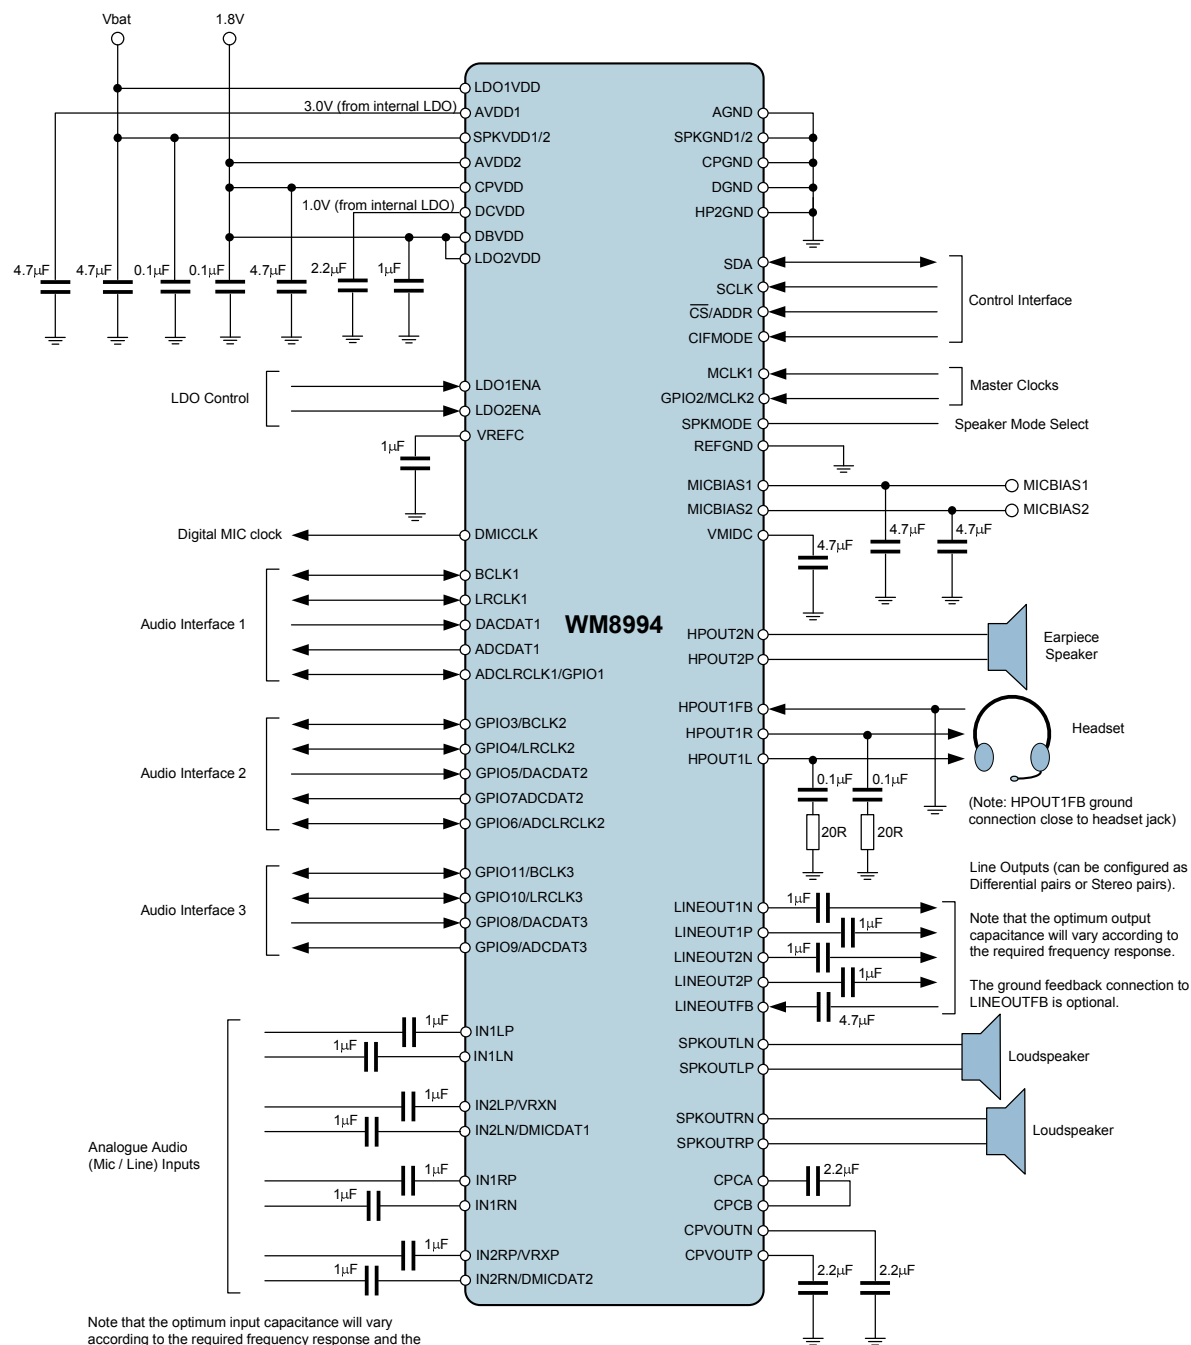 Vbat
1.8V
LDO1VDD
3.0V (from internal LDO)
AVDD1
SPKVDD1/2
AVDD2
CPVDD
1.0V (from internal LDO)
DCVDD
DBVDD
LDO2VDD
4.7µF
4.7µF
0.1µF
0.1µF
4.7µF
2.2µF
1µF
AGND
SPKGND1/2
CPGND
DGND
HP2GND
SDA
SCLK
CS/ADDR
CIFMODE
Control Interface
LDO Control
LDO1ENA
LDO2ENA
VREFC
1µF
MCLK1
GPIO2/MCLK2
Master Clocks
SPKMODE
Speaker Mode Select
REFGND
MICBIAS1
MICBIAS1
MICBIAS2
MICBIAS2
VMIDC
4.7µF
4.7µF
4.7µF
Digital MIC clock
DMICCLK
Audio Interface 1
BCLK1
LRCLK1
DACDAT1
ADCDAT1
ADCLRCLK1/GPIO1
WM8994
HPOUT2N
HPOUT2P
Earpiece
Speaker
HPOUT1FB
HPOUT1R
HPOUT1L
Headset
0.1µF
0.1µF
20R
20R
(Note: HPOUT1FB ground
connection close to headset jack)
Audio Interface 2
GPIO3/BCLK2
GPIO4/LRCLK2
GPIO5/DACDAT2
GPIO7ADCDAT2
GPIO6/ADCLRCLK2
Audio Interface 3
GPIO11/BCLK3
GPIO10/LRCLK3
GPIO8/DACDAT3
GPIO9/ADCDAT3
Line Outputs (can be configured as
Differential pairs or Stereo pairs).
Note that the optimum output
capacitance will vary according to
the required frequency response.
The ground feedback connection to
LINEOUTFB is optional.
LINEOUT1N
1µF
LINEOUT1P
1µF
LINEOUT2N
1µF
LINEOUT2P
1µF
LINEOUTFB
4.7µF
Analogue Audio
(Mic / Line) Inputs
1µF
IN1LP
1µF
IN1LN
1µF
IN2LP/VRXN
1µF
IN2LN/DMICDAT1
1µF
IN1RP
1µF
IN1RN
1µF
IN2RP/VRXP
1µF
IN2RN/DMICDAT2
SPKOUTLN
SPKOUTLP
Loudspeaker
SPKOUTRN
SPKOUTRP
Loudspeaker
CPCA
2.2µF
CPCB
CPVOUTN
CPVOUTP
2.2µF
2.2µF
Note that the optimum input capacitance will vary
according to the required frequency response and the